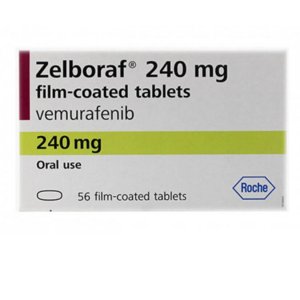 Zelboraf® 240 mg
film-coated tablets
vemurafenib
240 mg
Oral use
56 film-coated tablets
Roche